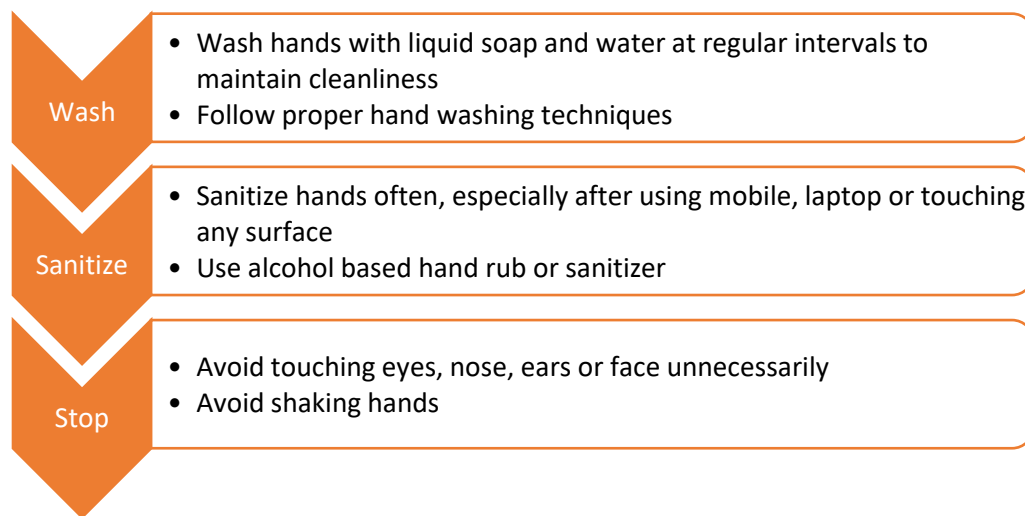 Wash
• Wash hands with liquid soap and water at regular intervals to
maintain cleanliness
• Follow proper hand washing techniques
Sanitize
• Sanitize hands often, especially after using mobile, laptop or touching
any surface
• Use alcohol based hand rub or sanitizer
Stop
• Avoid touching eyes, nose, ears or face unnecessarily
• Avoid shaking hands